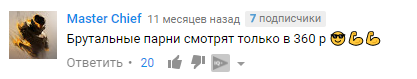 Master Chief 11 месяцев назад 7 подписчики
Брутальные парни смотрят только в 360 р 😎💪💪
Ответить • 20